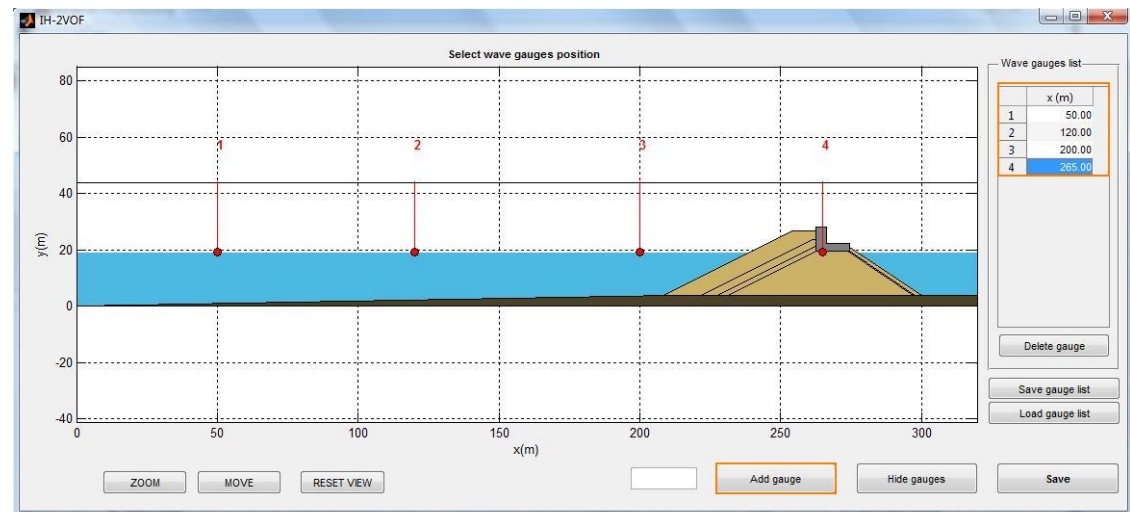 IH-2VOF
Select wave gauges position
Wave gauges list
x (m)
1 50.00
2 120.00
3 200.00
4 265.00
80
60
40
20
0
-20
-40
y(m)
1 2 3 4
0 50 100 150 200 250 300
x(m)
Delete gauge
Save gauge list
Load gauge list
ZOOM MOVE RESET VIEW Add gauge Hide gauges Save